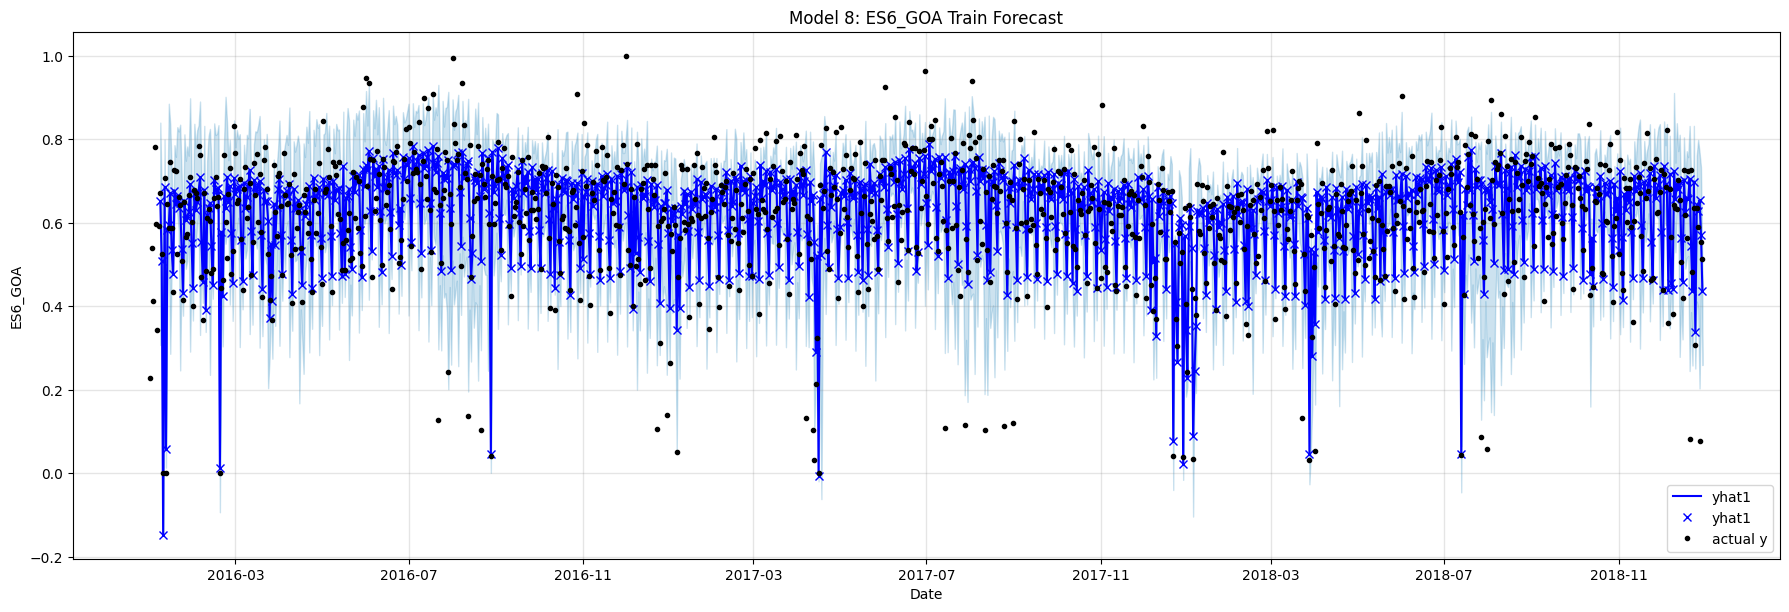 Model 8: ES6_GOA Train Forecast
ES6_GOA
1.0
0.8
0.6
0.4
0.2
0.0
−0.2
2016-03
2016-07
2016-11
2017-03
2017-07
2017-11
2018-03
2018-07
2018-11
Date
yhat1
yhat1
actual y